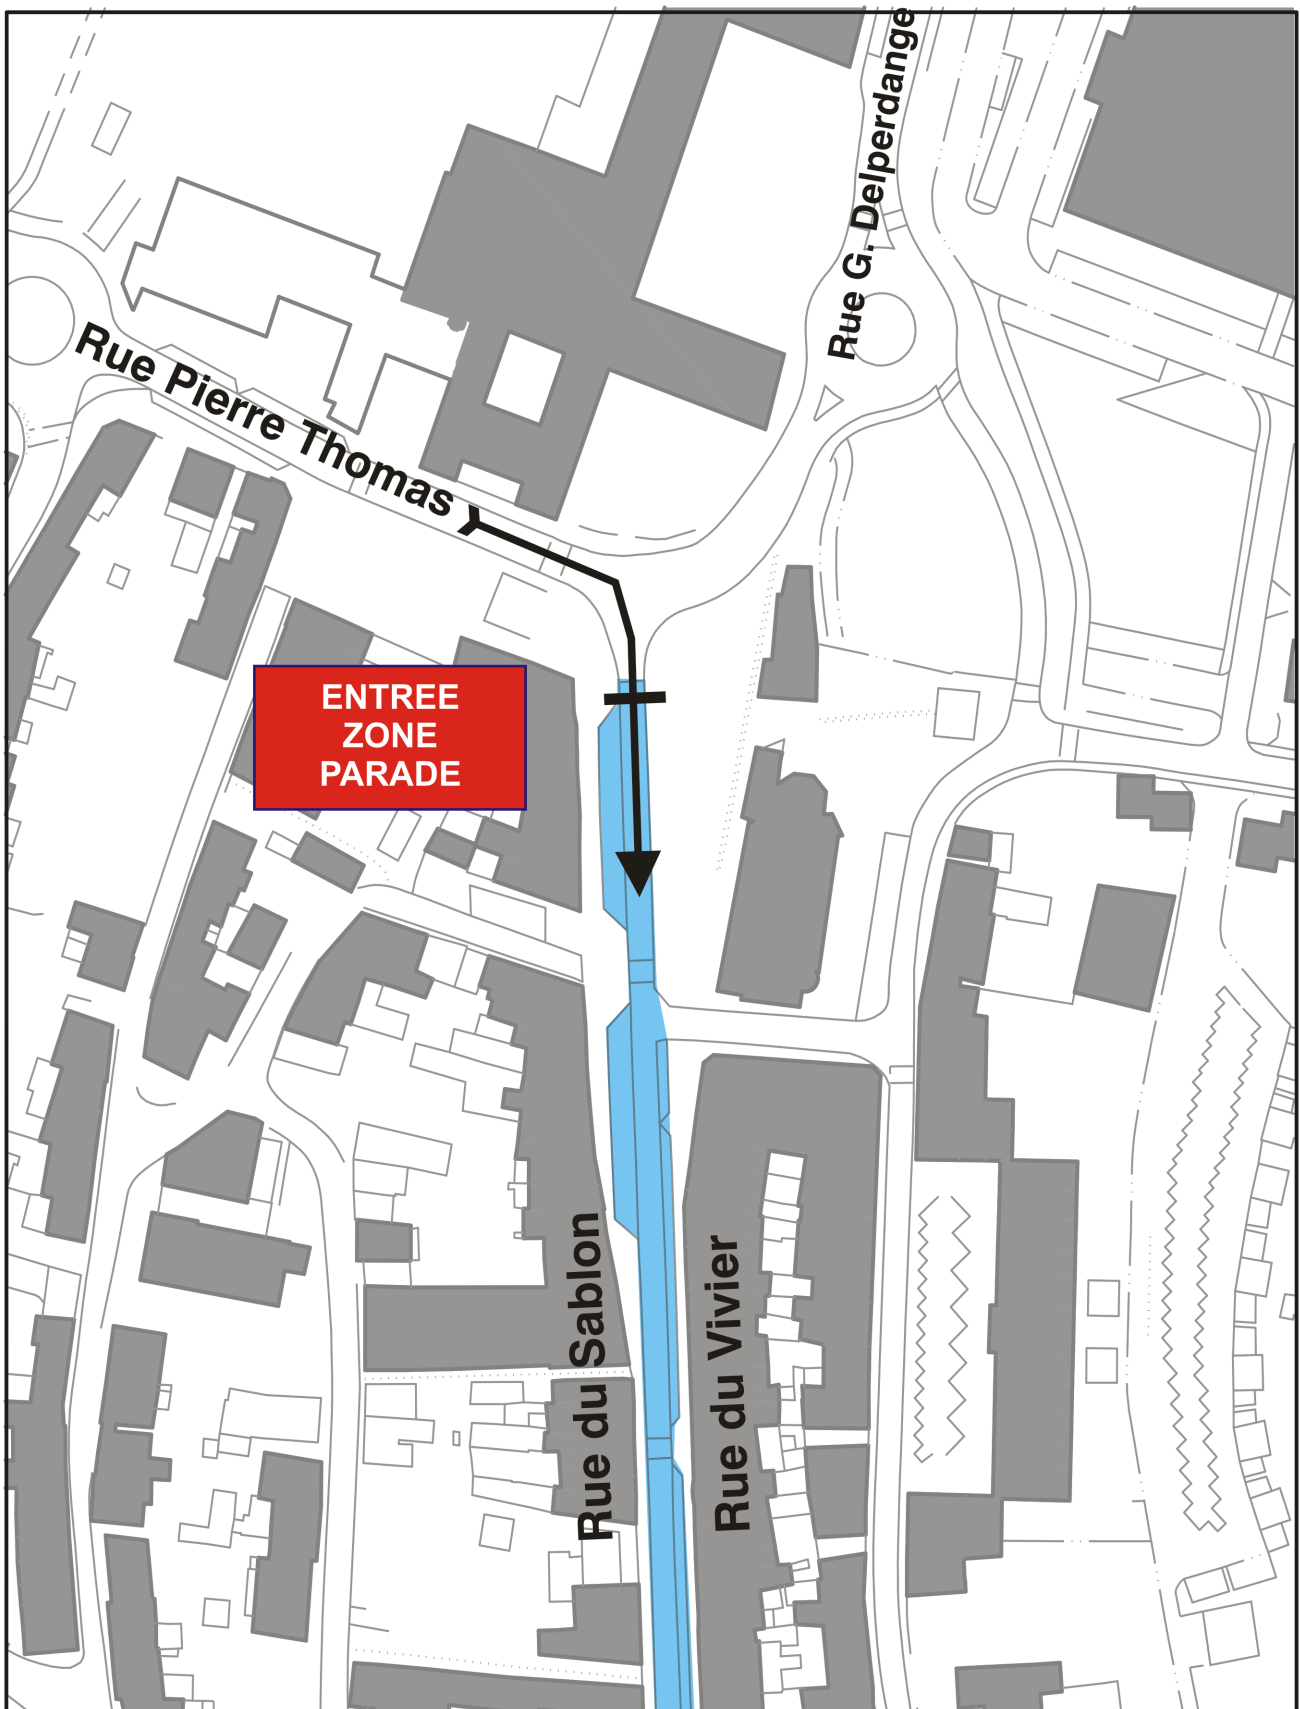 Rue G. Delperdange
Rue Pierre Thomas
ENTREE
ZONE
PARADE
Rue du Sablon
Rue du Vivier